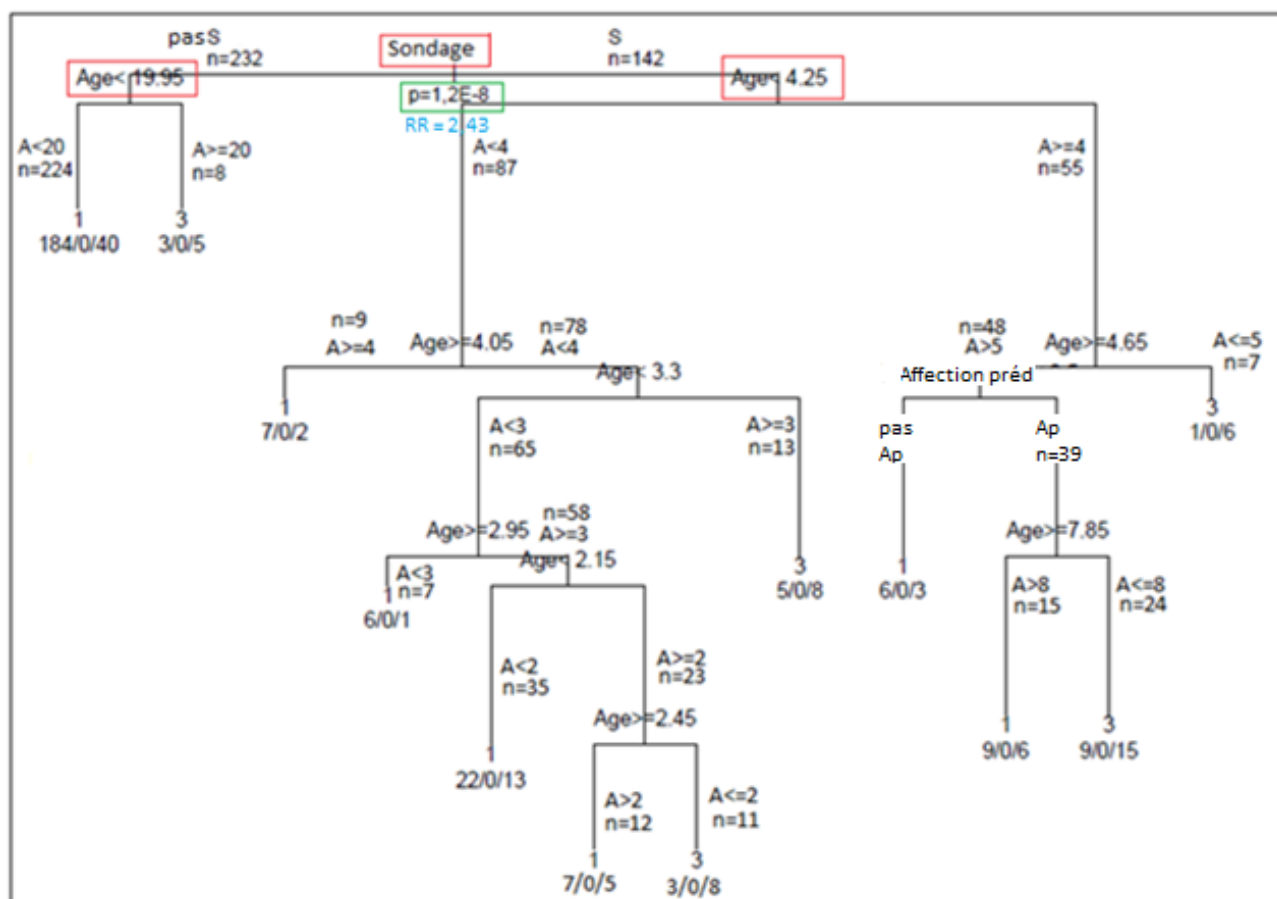 pas S
n=232
Sondage
S
n=142
Age< 19.95
Age< 4.25
p=1,2E-8
RR = 2,43
A<20
n=224
A>=20
n=8
A<4
n=87
A>=4
n=55
1
184/0/40
3
3/0/5
n=9
A>=4
Age>=4.05
n=78
A<4
n=48
A>5
Age>=4.65
A<=5
n=7
Age< 3.3
Affection préd
1
7/0/2
A<3
n=65
A>=3
n=13
pas
Ap
Ap
n=39
3
1/0/6
Age>=2.95
n=58
A>=3
Age< 2.15
Age>=7.85
A<3
n=7
1
6/0/1
3
5/0/8
1
6/0/3
A>8
n=15
A<=8
n=24
A<2
n=35
A>=2
n=23
Age>=2.45
1
22/0/13
1
9/0/6
3
9/0/15
A>2
n=12
A<=2
n=11
1
7/0/5
3
3/0/8